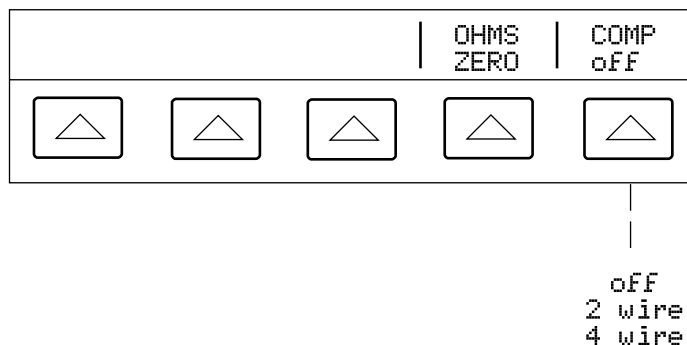 OHMS
ZERO
COMP
off
off
2 wire
4 wire